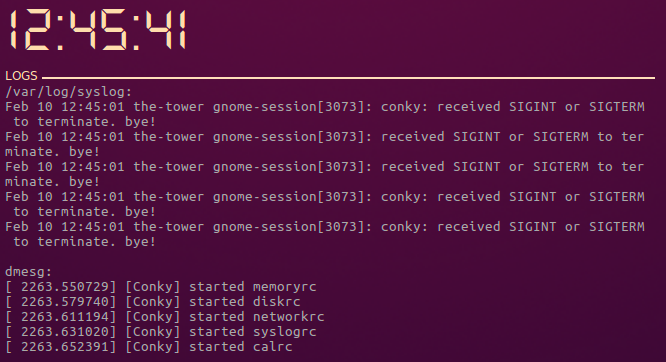 12:45:41
LOGS
/var/log/syslog:
Feb 10 12:45:01 the-tower gnome-session[3073]: conky: received SIGINT or SIGTERM
 to terminate. bye!
Feb 10 12:45:01 the-tower gnome-session[3073]: received SIGINT or SIGTERM to ter
minate. bye!
Feb 10 12:45:01 the-tower gnome-session[3073]: received SIGINT or SIGTERM to ter
minate. bye!
Feb 10 12:45:01 the-tower gnome-session[3073]: conky: received SIGINT or SIGTERM
 to terminate. bye!
Feb 10 12:45:01 the-tower gnome-session[3073]: conky: received SIGINT or SIGTERM
 to terminate. bye!
dmesg:
[ 2263.550729] [Conky] started memoryrc
[ 2263.579740] [Conky] started diskrc
[ 2263.611194] [Conky] started networkrc
[ 2263.631020] [Conky] started syslogrc
[ 2263.652391] [Conky] started calrc